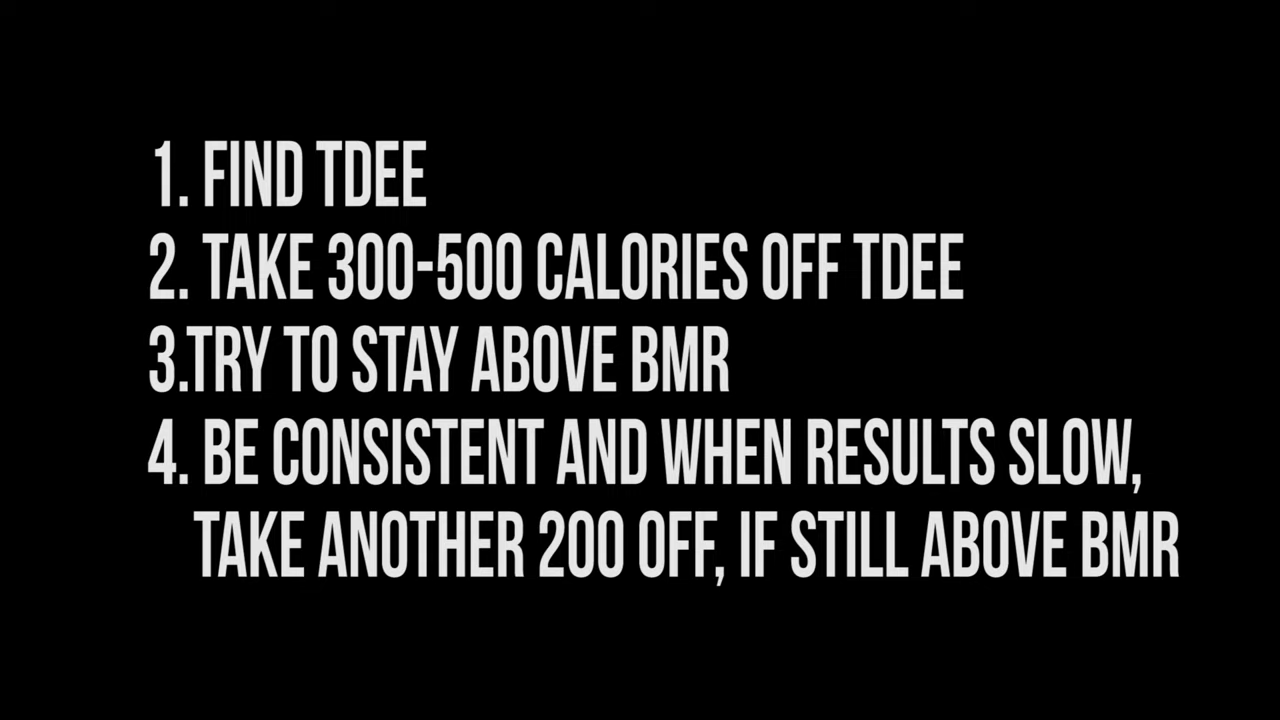 1. FIND TDEE
2. TAKE 300-500 CALORIES OFF TDEE
3.TRY TO STAY ABOVE BMR
4. BE CONSISTENT AND WHEN RESULTS SLOW,
TAKE ANOTHER 200 OFF, IF STILL ABOVE BMR